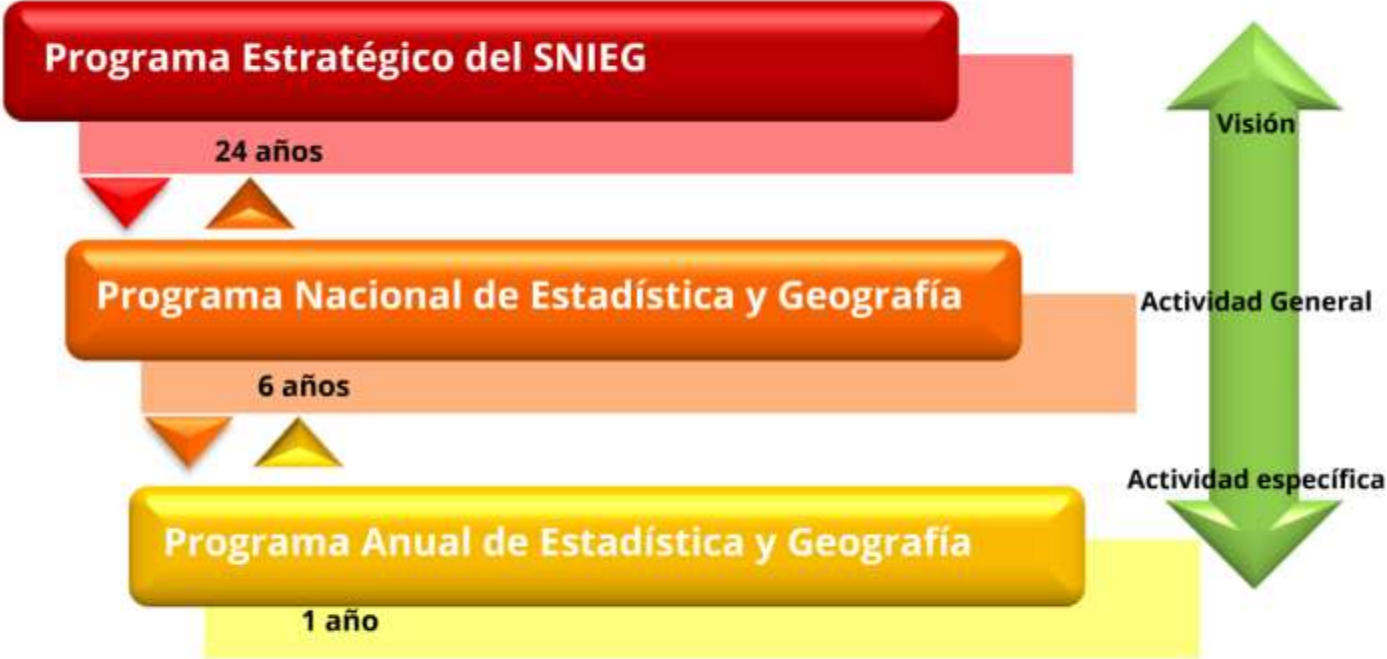 Programa Estratégico del SNIEG
24 años
Visión
Programa Nacional de Estadística y Geografía
6 años
Actividad General
Programa Anual de Estadística y Geografía
1 año
Actividad específica